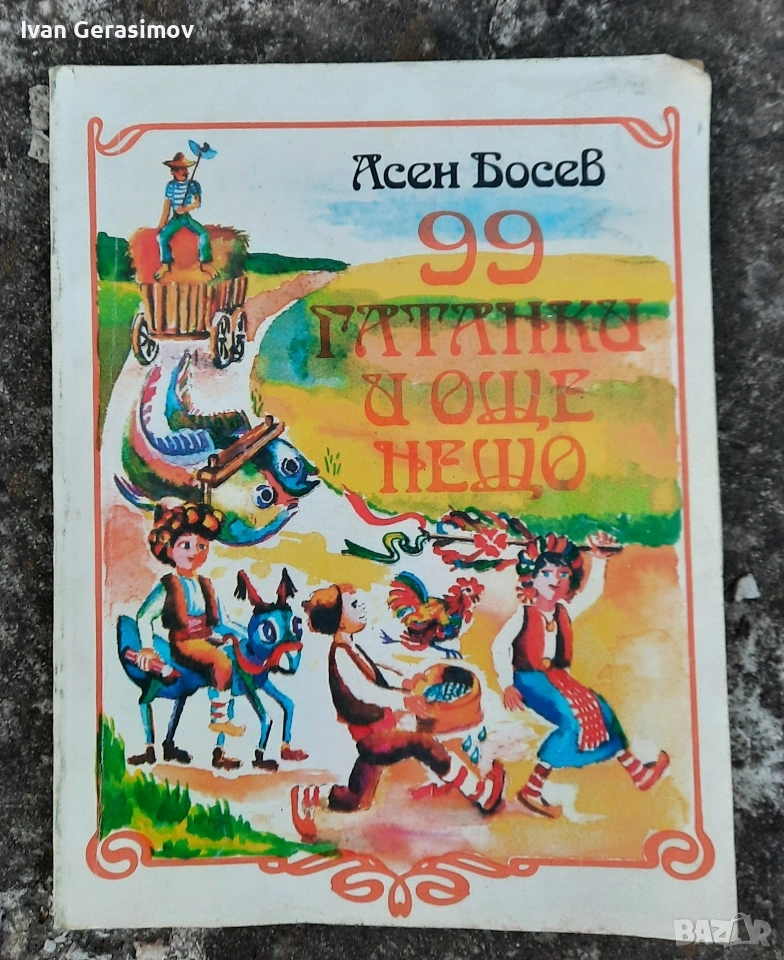 Ivan Gerasimov
Асен Босев
99
ГАТАНКИ
И ОЩЕ
НЕЩО
BAZAR